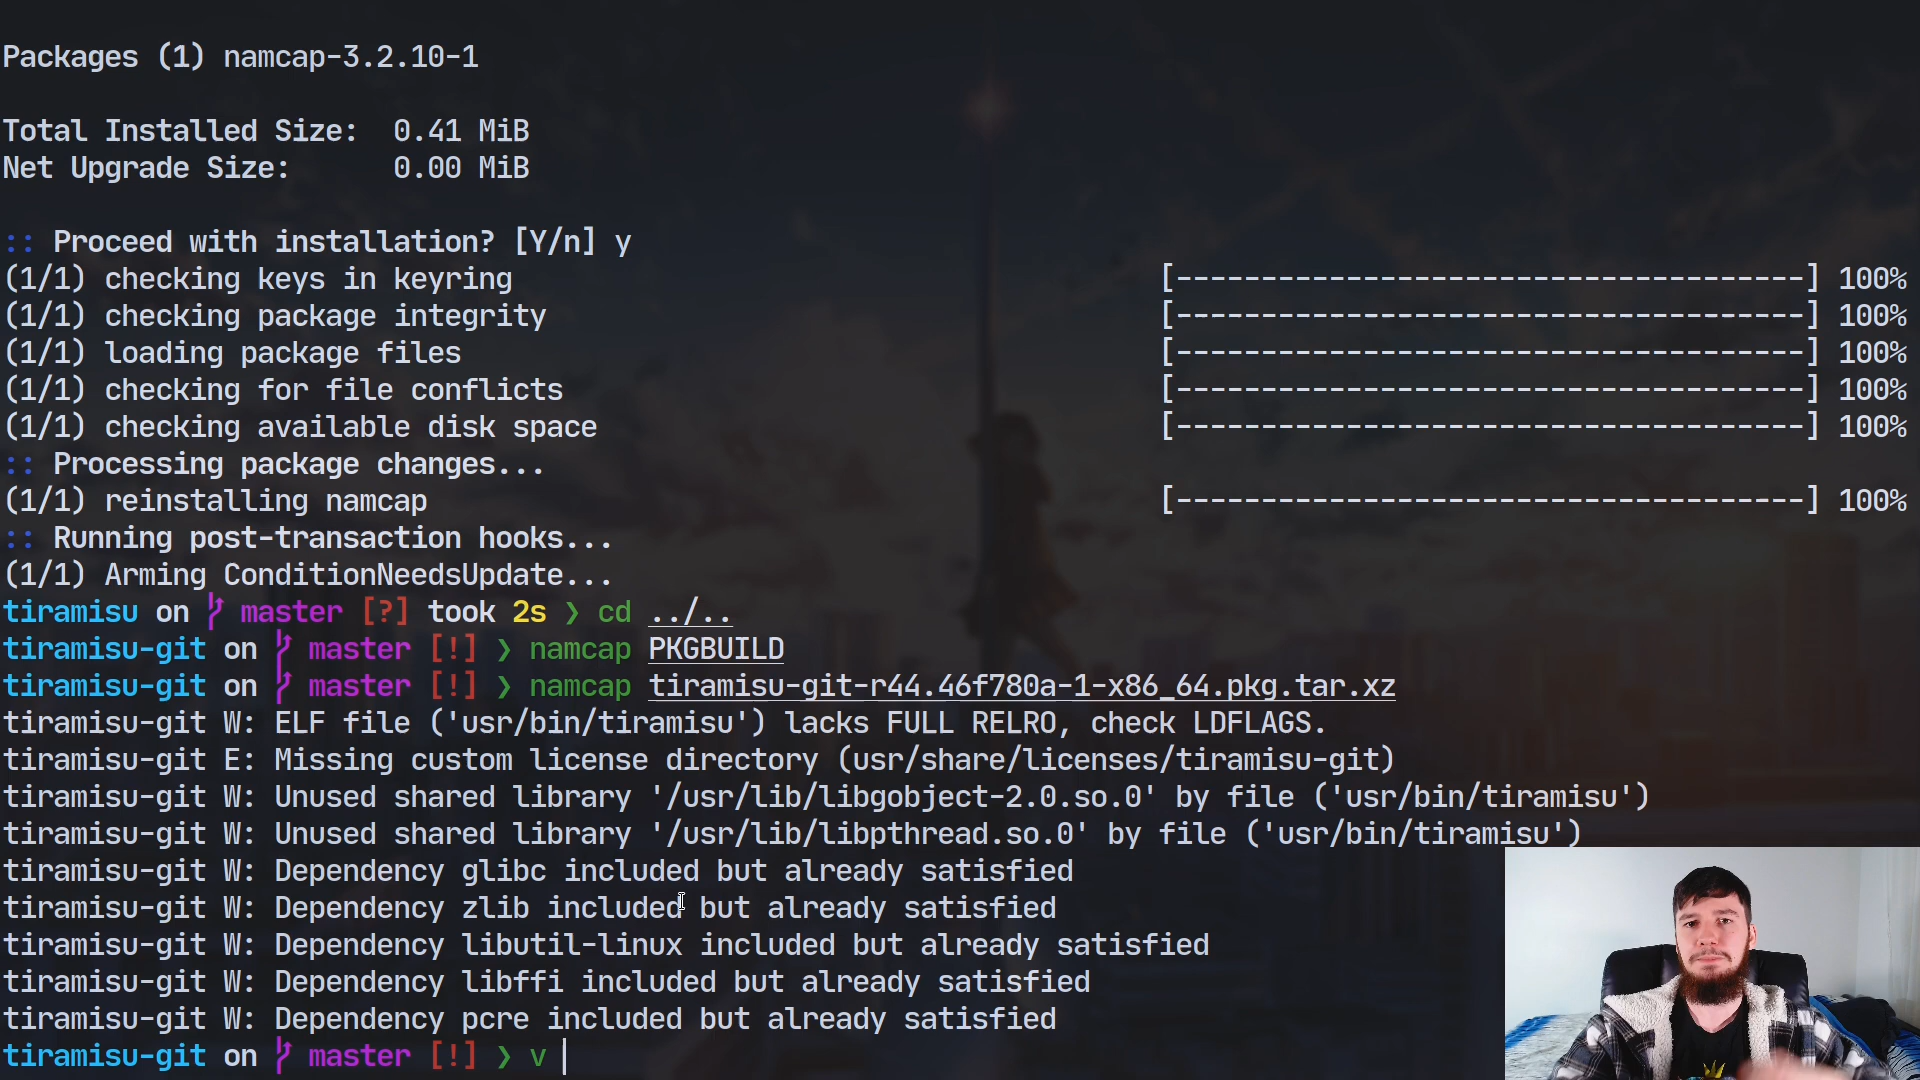 Packages (1) namcap-3.2.10-1
Total Installed Size:  0.41 MiB
Net Upgrade Size:      0.00 MiB
:: Proceed with installation? [Y/n] y
(1/1) checking keys in keyring [-------------------------------------] 100%
(1/1) checking package integrity [-------------------------------------] 100%
(1/1) loading package files [-------------------------------------] 100%
(1/1) checking for file conflicts [-------------------------------------] 100%
(1/1) checking available disk space [-------------------------------------] 100%
:: Processing package changes...
(1/1) reinstalling namcap [-------------------------------------] 100%
:: Running post-transaction hooks...
(1/1) Arming ConditionNeedsUpdate...
tiramisu on master [?] took 2s ❯ cd ../..
tiramisu-git on master [!] ❯ namcap PKGBUILD
tiramisu-git on master [!] ❯ namcap tiramisu-git-r44.46f780a-1-x86_64.pkg.tar.xz
tiramisu-git W: ELF file ('usr/bin/tiramisu') lacks FULL RELRO, check LDFLAGS.
tiramisu-git E: Missing custom license directory (usr/share/licenses/tiramisu-git)
tiramisu-git W: Unused shared library '/usr/lib/libgobject-2.0.so.0' by file ('usr/bin/tiramisu')
tiramisu-git W: Unused shared library '/usr/lib/libpthread.so.0' by file ('usr/bin/tiramisu')
tiramisu-git W: Dependency glibc included but already satisfied
tiramisu-git W: Dependency zlib included but already satisfied
tiramisu-git W: Dependency libutil-linux included but already satisfied
tiramisu-git W: Dependency libffi included but already satisfied
tiramisu-git W: Dependency pcre included but already satisfied
tiramisu-git on master [!] ❯ v